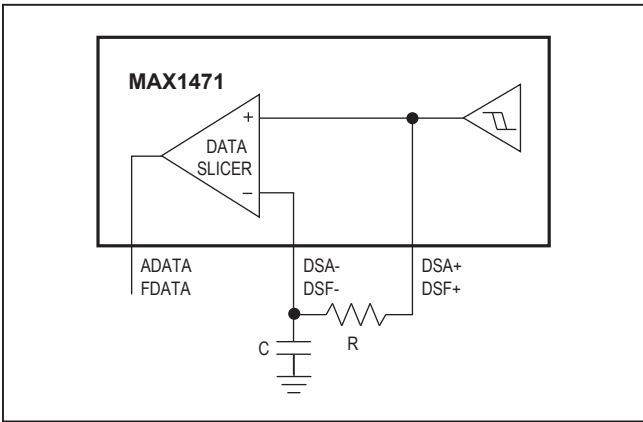 MAX1471
+
DATA
SLICER
−
ADATA
FDATA
DSA-
DSF-
DSA+
DSF+
C
R